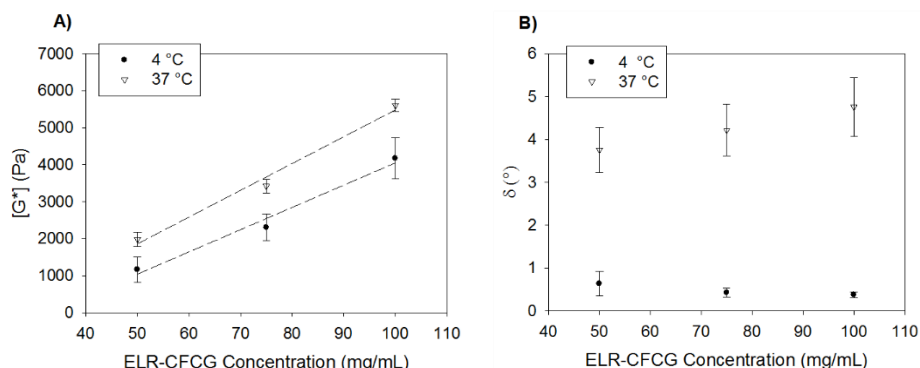 A)
4 °C
37 °C
[G*] (Pa)
7000
6000
5000
4000
3000
2000
1000
0
40 50 60 70 80 90 100 110
ELR-CFCG Concentration (mg/mL)
B)
4 °C
37 °C
δ (°)
6
5
4
3
2
1
0
40 50 60 70 80 90 100 110
ELR-CFCG Concentration (mg/mL)